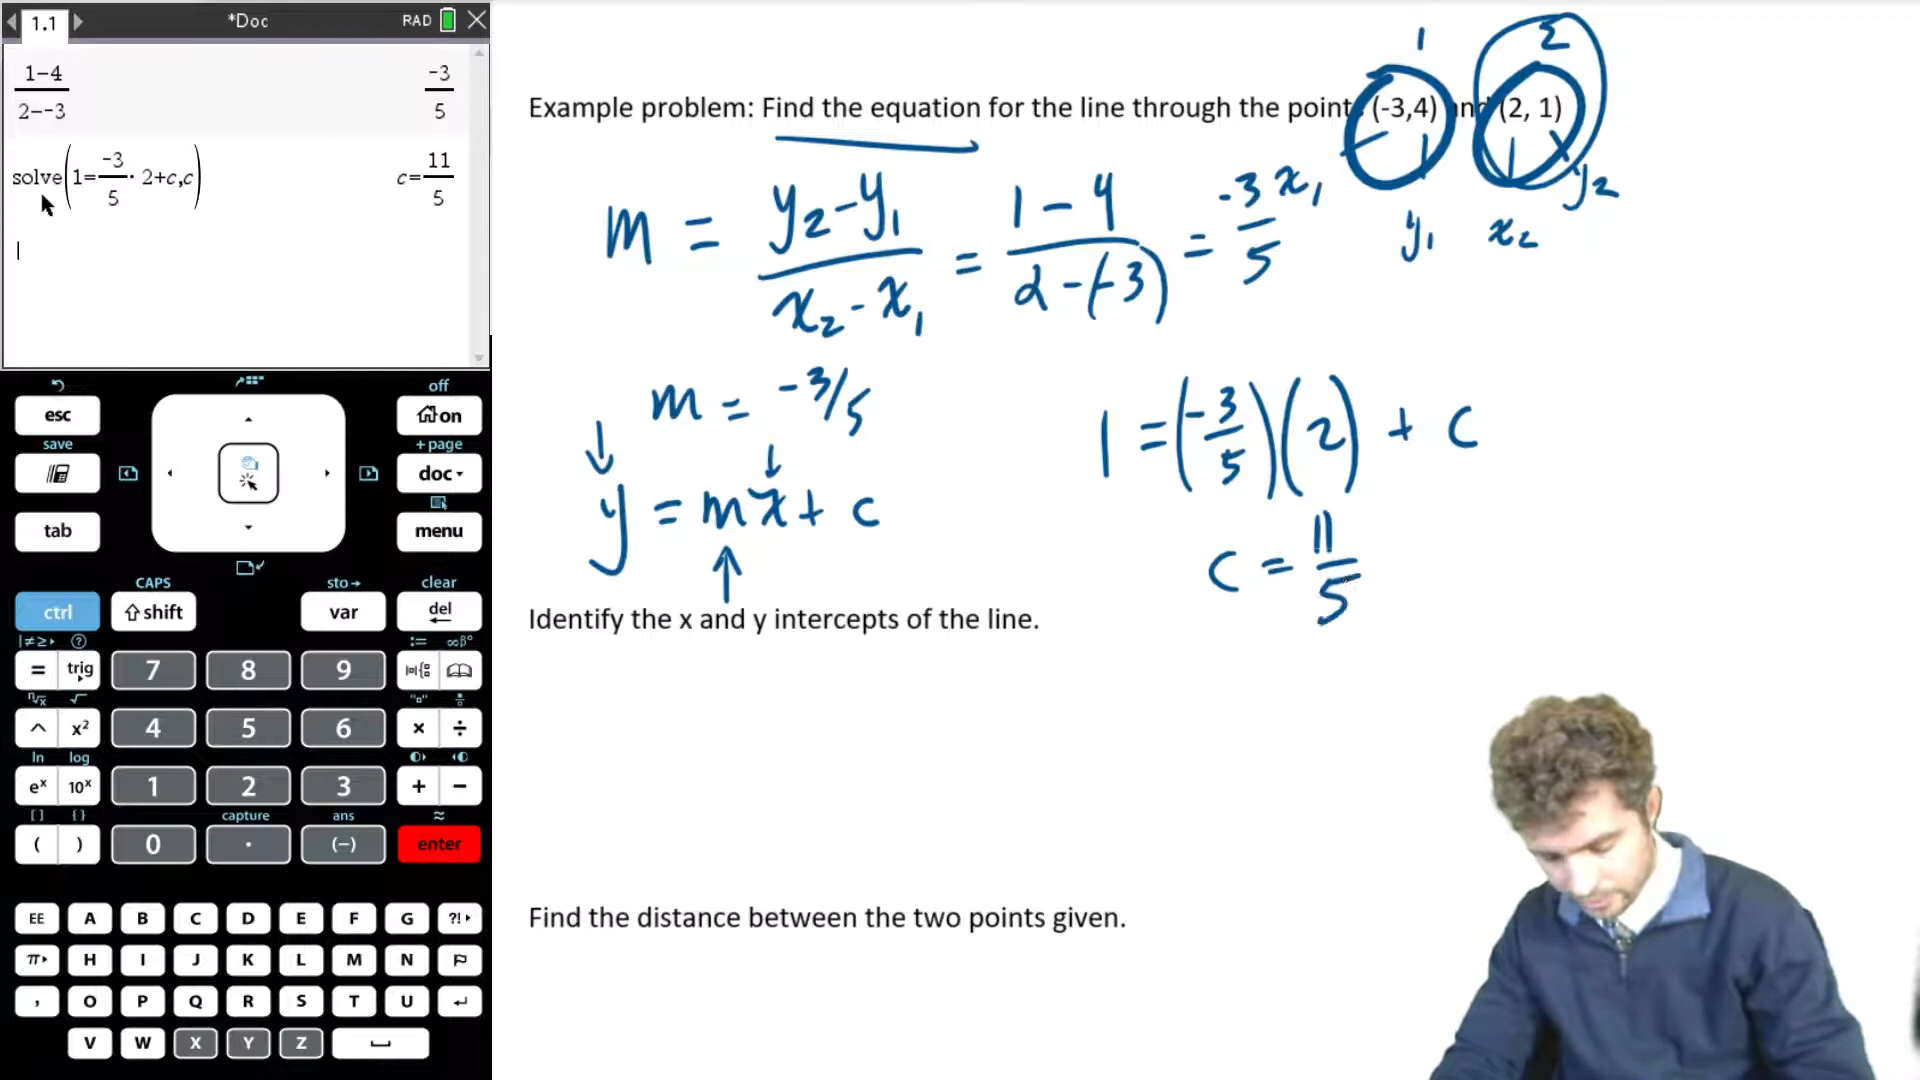 1.1 *Doc RAD
1-4
2--3
-3
5
solve(1=-3/5·2+c,c)
c=11/5
off
esc on
save + page
doc
tab menu
CAPS sto→ clear
ctrl shift var del
|≠≥▸ ? := ∞β°
= trig 7 8 9 |□|{
ⁿ√x √ "□"
^ x² 4 5 6 × ÷
ln log
eˣ 10ˣ 1 2 3 + −
[] {} capture ans ≈
( ) 0 . (−) enter
EE A B C D E F G ?!▸
π▸ H I J K L M N
, O P Q R S T U
V W X Y Z
1 2
Example problem: Find the equation for the line through the point (-3,4) and (2, 1)
x₁ y₁ x₂ y₂
m = y₂-y₁/x₂-x₁ = 1-4/2-(-3) = -3/5
m = -3/5
y = mx + c
1 = (-3/5)(2) + c
c = 11/5
Identify the x and y intercepts of the line.
Find the distance between the two points given.